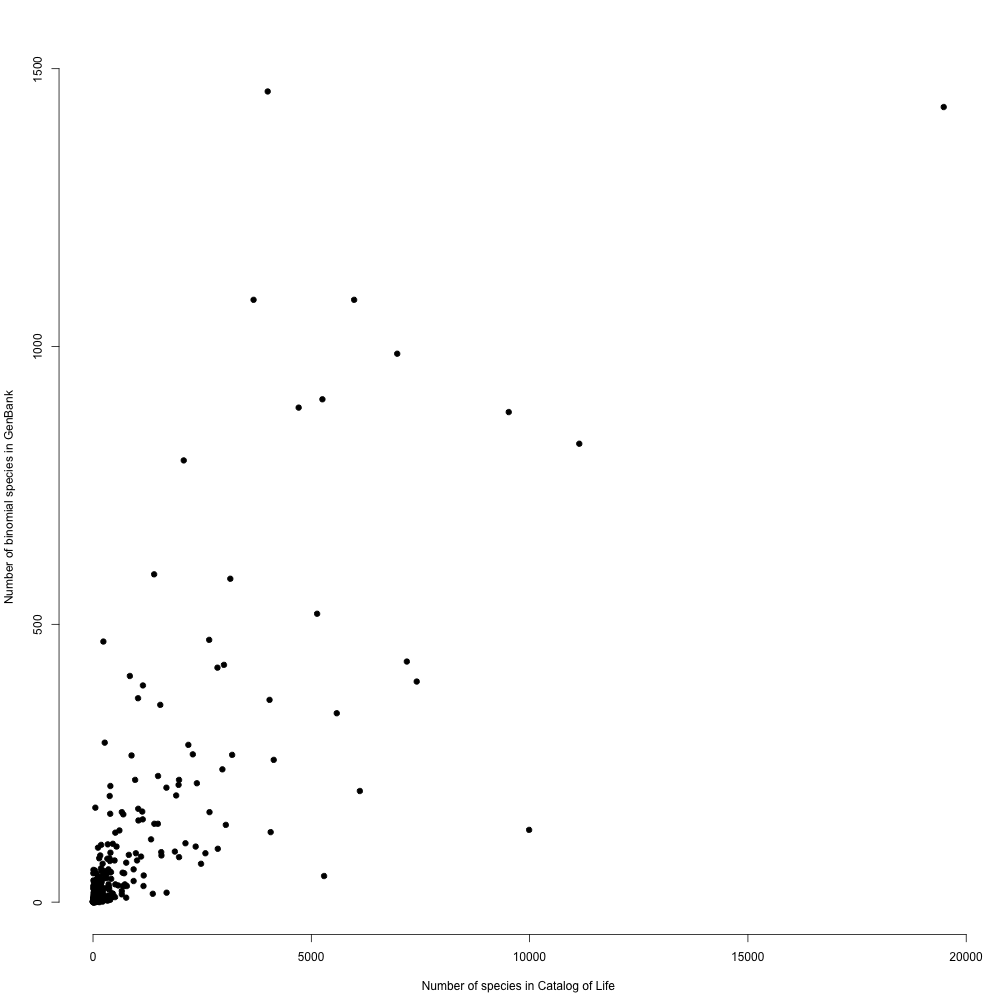 1500
1000
500
0
Number of binomial species in GenBank
0 5000 10000 15000 20000
Number of species in Catalog of Life